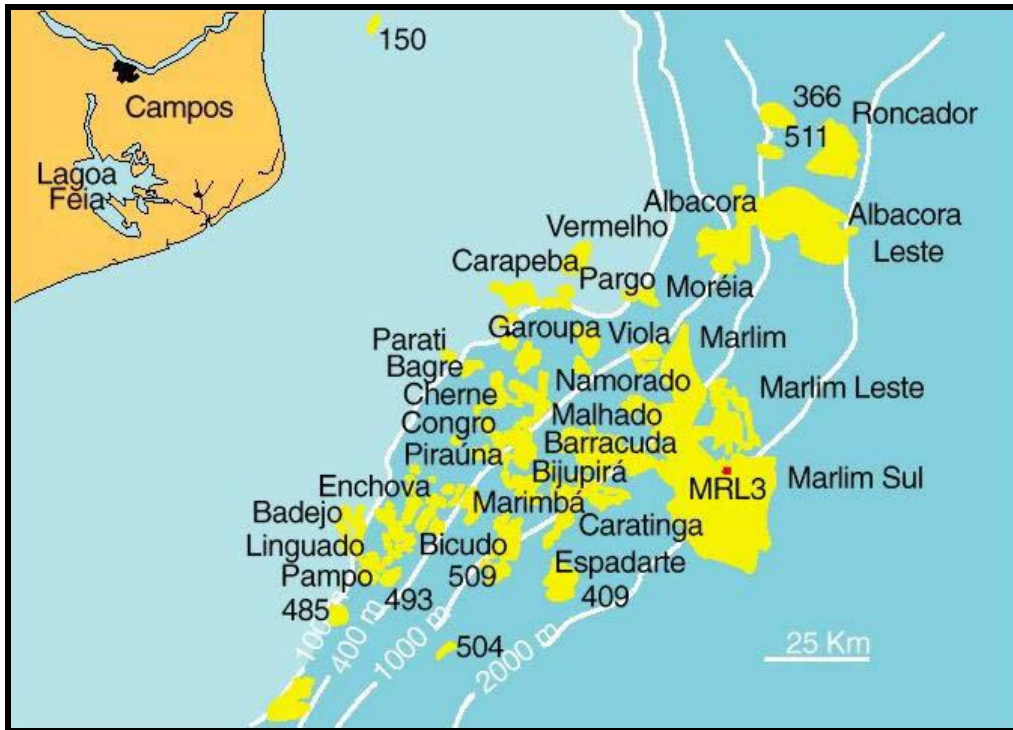 150
Campos
Lagoa
Feia
366
Roncador
511
Albacora
Albacora
Leste
Vermelho
Carapeba
Pargo
Moréia
Garoupa
Viola
Marlim
Parati
Bagre
Namorado
Marlim Leste
Cherne
Malhado
Congro
Barracuda
Piraúna
Bijupirá
MRL3
Marlim Sul
Enchova
Marimbá
Badejo
Caratinga
Linguado
Bicudo
Espadarte
Pampo
509
409
485
493
504
100 m
400 m
1000 m
2000 m
25 Km